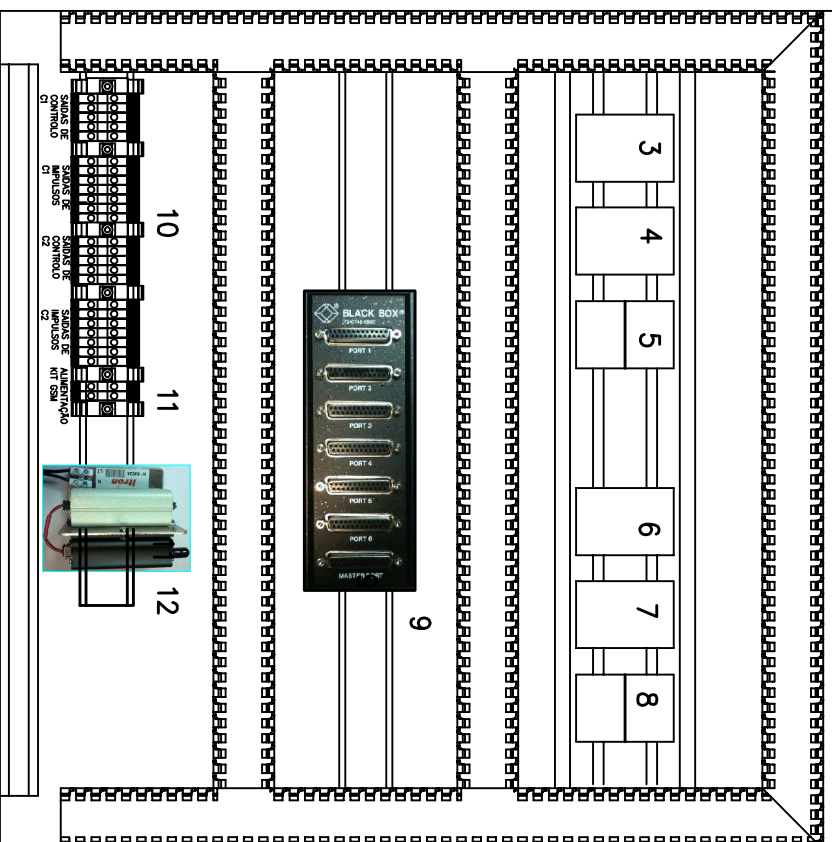 SAIDAS DE
CONTROLO
C1
SAIDAS DE
IMPULSOS
C1
SAIDAS DE
CONTROLO
C2
SAIDAS DE
IMPULSOS
C2
ALIMENTAÇÃO
KIT GSM
10
11
12
Itron
N
L1
BLACK BOX
PORT 1
PORT 2
PORT 3
PORT 4
PORT 5
PORT 6
MASTER PORT
9
3
4
5
6
7
8